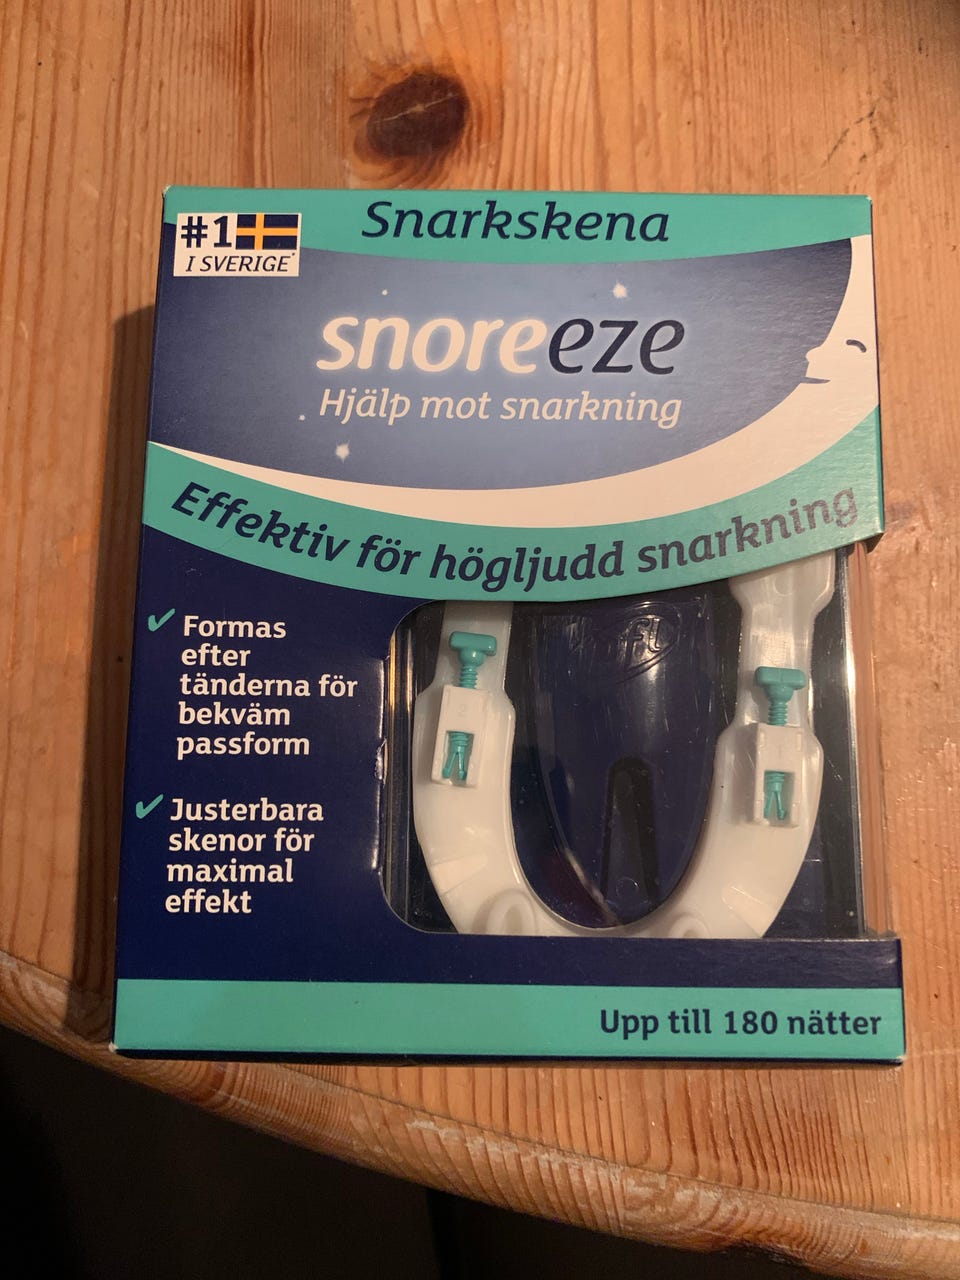 Snarkskena
#1
I SVERIGE*
snoreeze
Hjälp mot snarkning
Effektiv för högljudd snarkning
✓ Formas
efter
tänderna för
bekväm
passform
✓ Justerbara
skenor för
maximal
effekt
Upp till 180 nätter